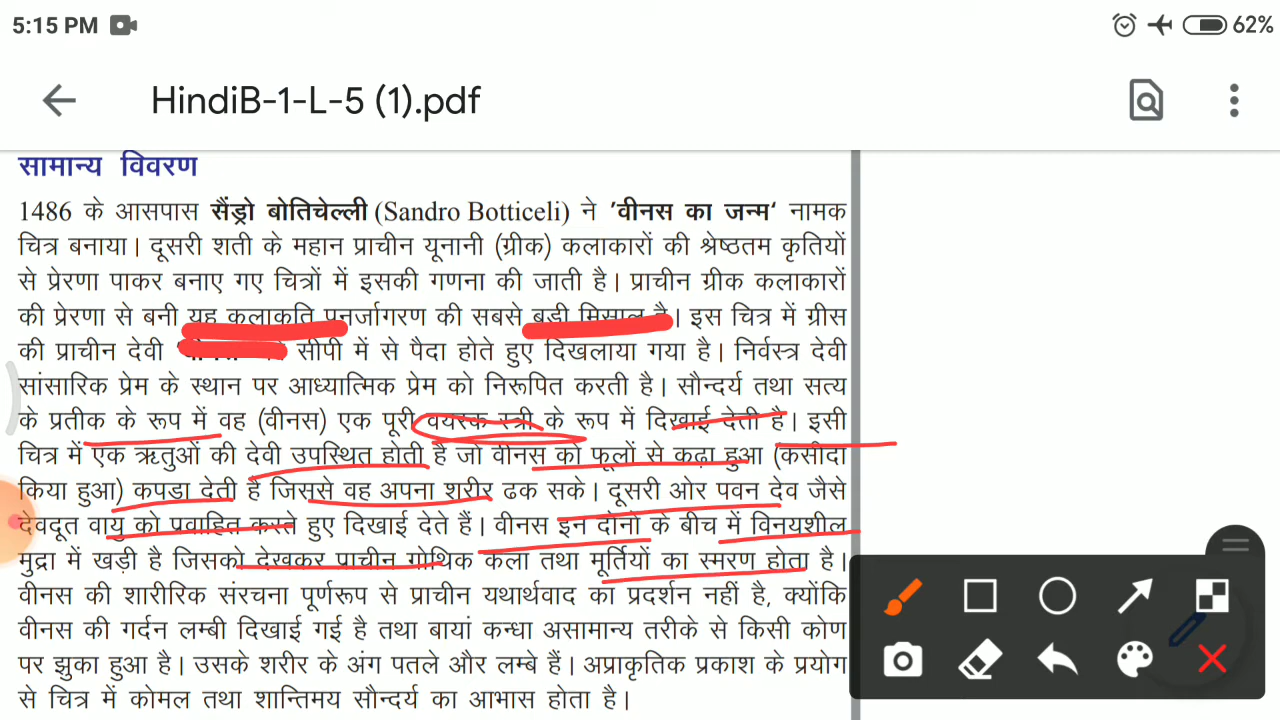 5:15 PM
62%
HindiB-1-L-5 (1).pdf
सामान्य विवरण
1486 के आसपास सैंड्रो बोतिचेल्ली (Sandro Botticeli) ने 'वीनस का जन्म' नामक
चित्र बनाया। दूसरी शती के महान प्राचीन यूनानी (ग्रीक) कलाकारों की श्रेष्ठतम कृतियों
से प्रेरणा पाकर बनाए गए चित्रों में इसकी गणना की जाती है। प्राचीन ग्रीक कलाकारों
की प्रेरणा से बनी यह कलाकृति पुनर्जागरण की सबसे बड़ी मिसाल है। इस चित्र में ग्रीस
की प्राचीन देवी सीपी में से पैदा होते हुए दिखलाया गया है। निर्वस्त्र देवी
सांसारिक प्रेम के स्थान पर आध्यात्मिक प्रेम को निरूपित करती है। सौन्दर्य तथा सत्य
के प्रतीक के रूप में वह (वीनस) एक पूरी वयस्क स्त्री के रूप में दिखाई देती है। इसी
चित्र में एक ऋतुओं की देवी उपस्थित होती है जो वीनस को फूलों से कढ़ा हुआ (कसीदा
किया हुआ) कपड़ा देती है जिससे वह अपना शरीर ढक सके। दूसरी ओर पवन देव जैसे
देवदूत वायु को प्रवाहित करते हुए दिखाई देते हैं। वीनस इन दोनों के बीच में विनयशील
मुद्रा में खड़ी है जिसको देखकर प्राचीन गोथिक कला तथा मूर्तियों का स्मरण होता है।
वीनस की शारीरिक संरचना पूर्णरूप से प्राचीन यथार्थवाद का प्रदर्शन नहीं है, क्योंकि
वीनस की गर्दन लम्बी दिखाई गई है तथा बायां कन्धा असामान्य तरीके से किसी कोण
पर झुका हुआ है। उसके शरीर के अंग पतले और लम्बे हैं। अप्राकृतिक प्रकाश के प्रयोग
से चित्र में कोमल तथा शान्तिमय सौन्दर्य का आभास होता है।